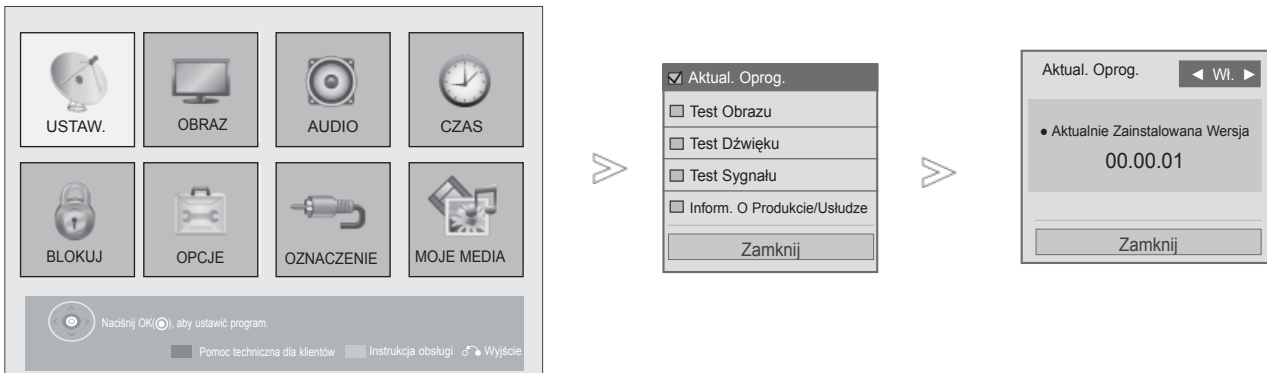 USTAW.
OBRAZ
AUDIO
CZAS
BLOKUJ
OPCJE
OZNACZENIE
MOJE MEDIA
Naciśnij OK(◉), aby ustawić program.
Pomoc techniczna dla klientów Instrukcja obsługi Wyjście
Aktual. Oprog.
Test Obrazu
Test Dźwięku
Test Sygnału
Inform. O Produkcie/Usłudze
Zamknij
Aktual. Oprog. ◄ Wł. ►
• Aktualnie Zainstalowana Wersja
00.00.01
Zamknij